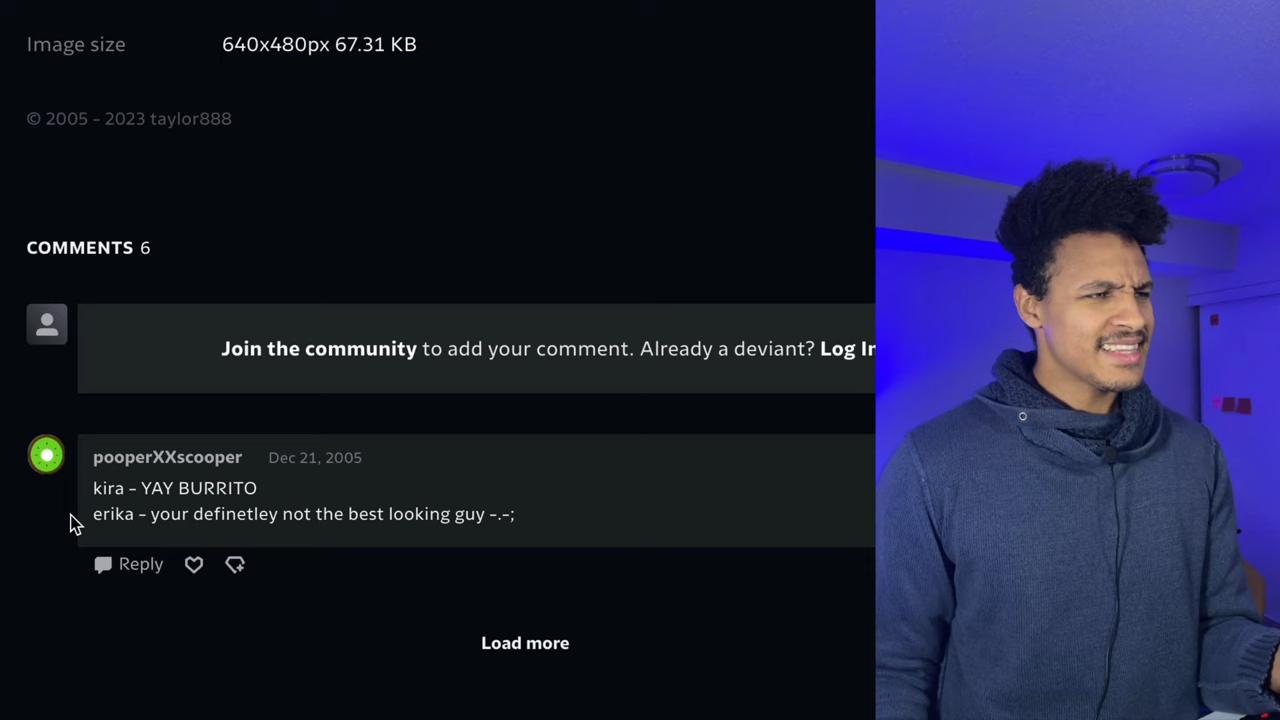 Image size 640x480px 67.31 KB
© 2005 - 2023 taylor888
COMMENTS 6
Join the community to add your comment. Already a deviant? Log In
pooperXXscooper Dec 21, 2005
kira - YAY BURRITO
erika - your definetley not the best looking guy -.-;
Reply
Load more